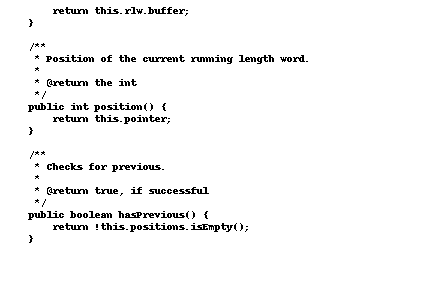 return this.rlw.buffer;
}
/**
* Position of the current running length word.
*
* @return the int
*/
public int position() {
return this.pointer;
}
/**
* Checks for previous.
*
* @return true, if successful
*/
public boolean hasPrevious() {
return !this.positions.isEmpty();
}